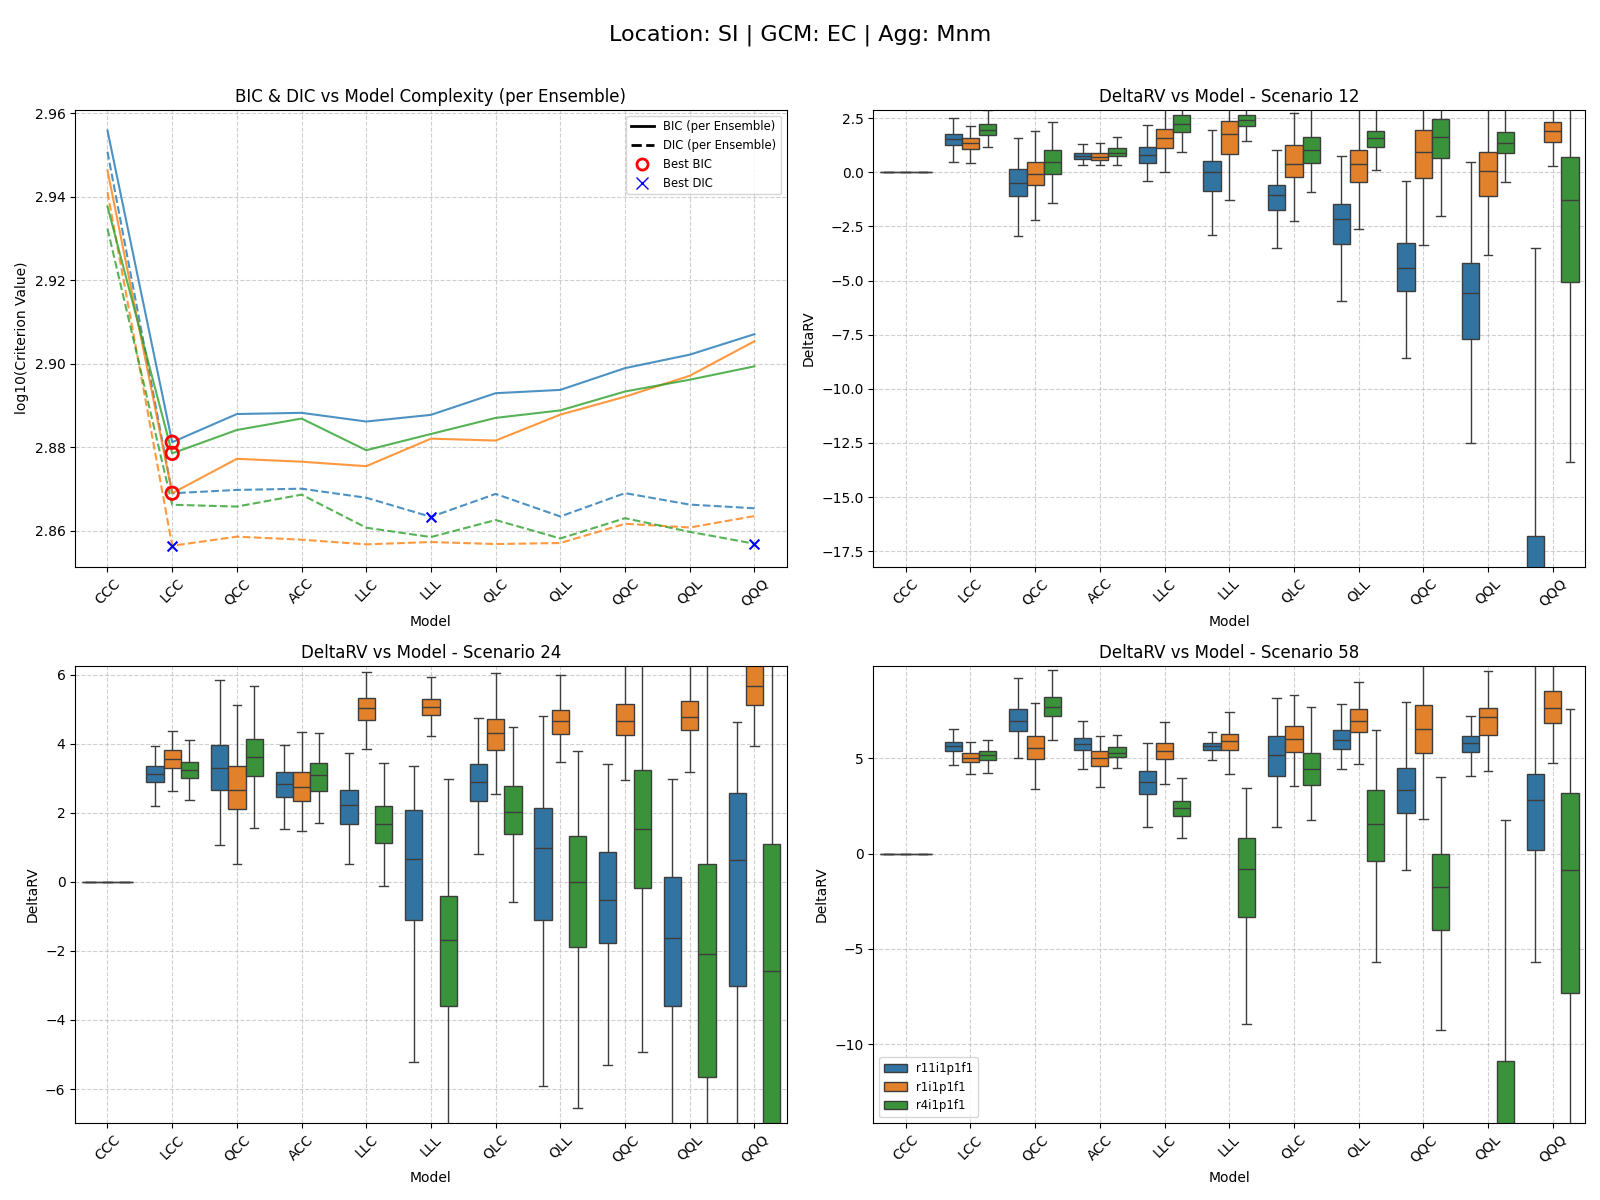 Location: SI | GCM: EC | Agg: Mnm
BIC & DIC vs Model Complexity (per Ensemble)
log10(Criterion Value)
2.96
2.94
2.92
2.90
2.88
2.86
BIC (per Ensemble)
DIC (per Ensemble)
Best BIC
Best DIC
CCC LCC QCC ACC LLC LLL QLC QLL QQC QQL QQQ
Model
DeltaRV vs Model - Scenario 12
DeltaRV
2.5
0.0
−2.5
−5.0
−7.5
−10.0
−12.5
−15.0
−17.5
CCC LCC QCC ACC LLC LLL QLC QLL QQC QQL QQQ
Model
DeltaRV vs Model - Scenario 24
DeltaRV
6
4
2
0
−2
−4
−6
CCC LCC QCC ACC LLC LLL QLC QLL QQC QQL QQQ
Model
DeltaRV vs Model - Scenario 58
DeltaRV
5
0
−5
−10
r11i1p1f1
r1i1p1f1
r4i1p1f1
CCC LCC QCC ACC LLC LLL QLC QLL QQC QQL QQQ
Model